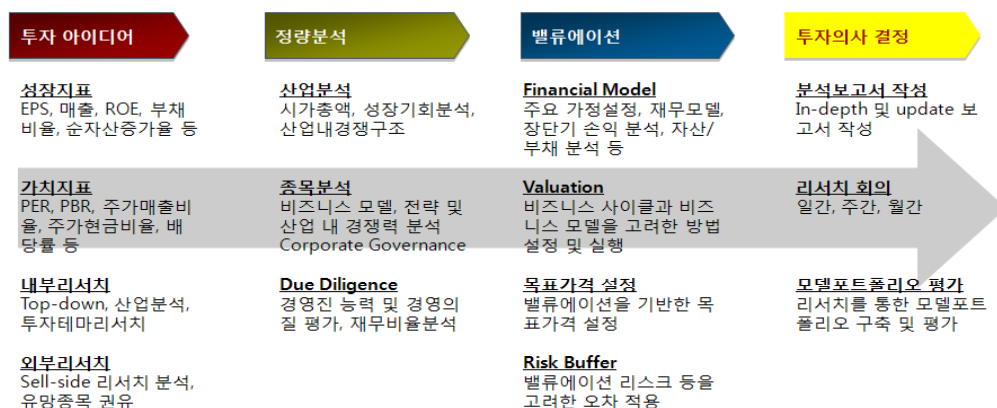 투자 아이디어
정량분석
밸류에이션
투자의사 결정
성장지표
EPS, 매출, ROE, 부채
비율, 순자산증가율 등
가치지표
PER, PBR, 주가매출비
율, 주가현금비율, 배
당률 등
내부리서치
Top-down, 산업분석,
투자테마리서치
외부리서치
Sell-side 리서치 분석,
유망종목 권유
산업분석
시가총액, 성장기회분석,
산업내경쟁구조
종목분석
비즈니스 모델, 전략 및
산업 내 경쟁력 분석
Corporate Governance
Due Diligence
경영진 능력 및 경영의
질 평가, 재무비율분석
Financial Model
주요 가정설정, 재무모델,
장단기 손익 분석, 자산/
부채 분석 등
Valuation
비즈니스 사이클과 비즈
니스 모델을 고려한 방법
설정 및 실행
목표가격 설정
밸류에이션을 기반한 목
표가격 설정
Risk Buffer
밸류에이션 리스크 등을
고려한 오차 적용
분석보고서 작성
In-depth 및 update 보
고서 작성
리서치 회의
일간, 주간, 월간
모델포트폴리오 평가
리서치를 통한 모델포트
폴리오 구축 및 평가